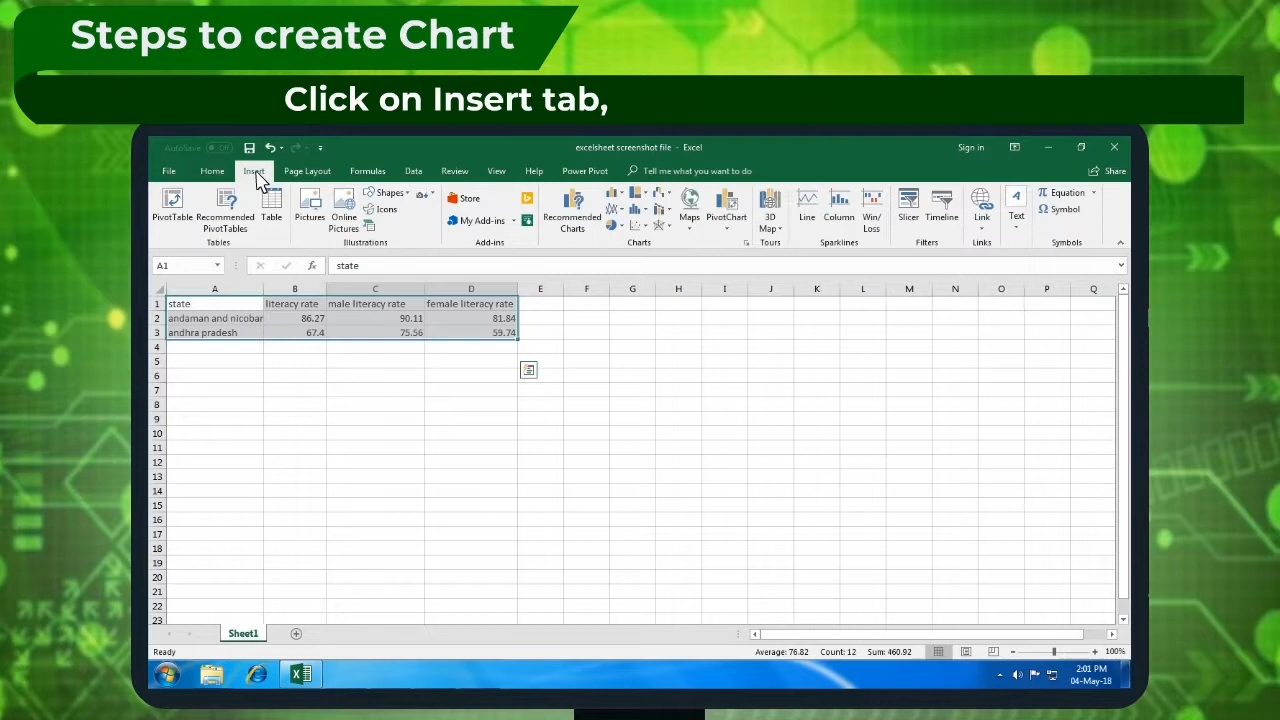 Steps to create Chart
Click on Insert tab,
AutoSave Off
excelsheet screenshot file - Excel
Sign in
File Home Insert Page Layout Formulas Data Review View Help Power Pivot Tell me what you want to do Share
PivotTable Recommended PivotTables Table
Tables
Pictures Online Pictures Shapes Icons
Illustrations
Store
My Add-ins
Add-ins
Recommended Charts Maps PivotChart
Charts
3D Map
Tours
Line Column Win/Loss
Sparklines
Slicer Timeline
Filters
Link
Links
Text
Equation
Symbol
Symbols
A1 fx state
A B C D E F G H I J K L M N O P Q
1 state literacy rate male literacy rate female literacy rate
2 andaman and nicobar 86.27 90.11 81.84
3 andhra pradesh 67.4 75.56 59.74
4
5
6
7
8
9
10
11
12
13
14
15
16
17
18
19
20
21
22
23
Sheet1
Ready Average: 76.82 Count: 12 Sum: 460.92 100%
2:01 PM
04-May-18